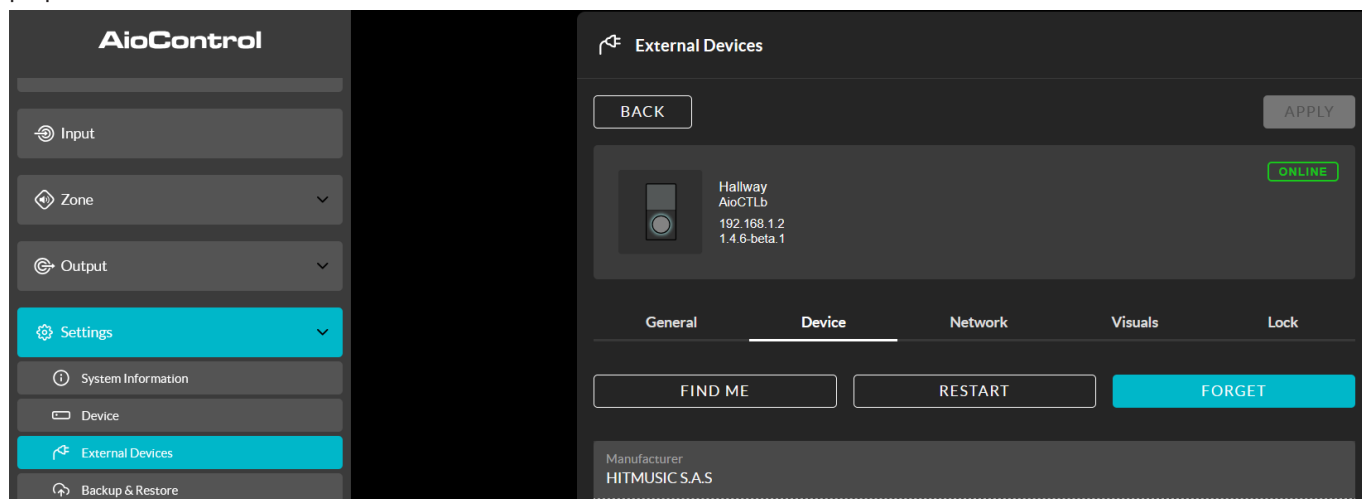 AioControl
Input
Zone
Output
Settings
System Information
Device
External Devices
Backup & Restore
External Devices
BACK
APPLY
Hallway
AioCTLb
192.168.1.2
1.4.6-beta.1
ONLINE
General Device Network Visuals Lock
FIND ME RESTART FORGET
Manufacturer
HITMUSIC S.A.S